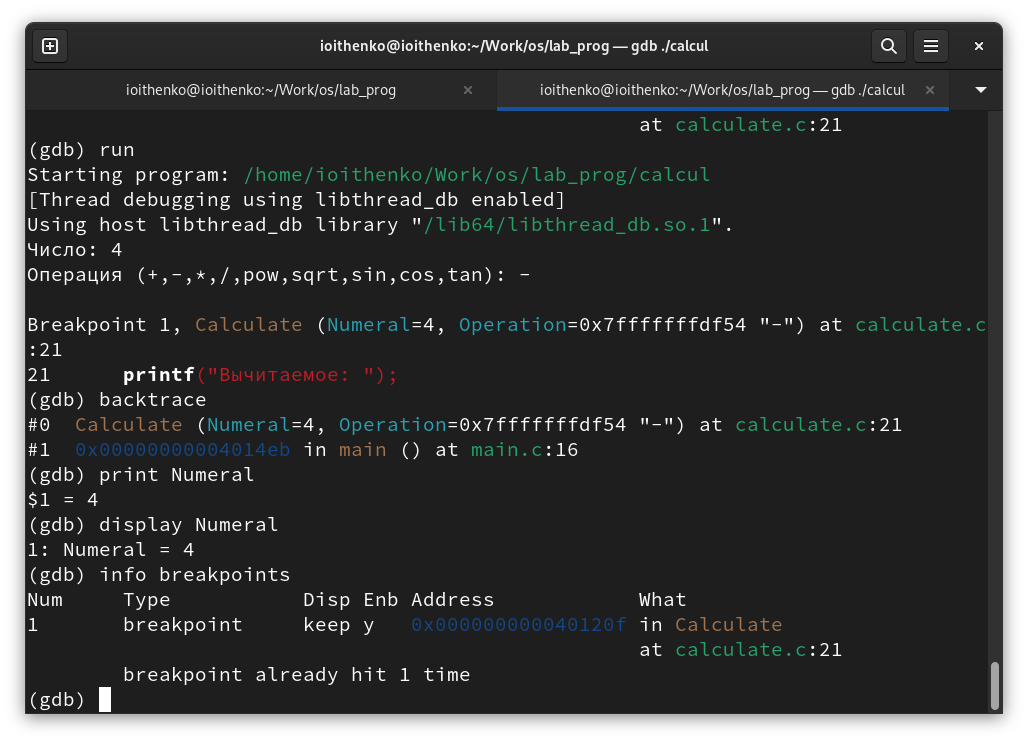 ioithenko@ioithenko:~/Work/os/lab_prog — gdb ./calcul
ioithenko@ioithenko:~/Work/os/lab_prog
ioithenko@ioithenko:~/Work/os/lab_prog — gdb ./calcul
at calculate.c:21
(gdb) run
Starting program: /home/ioithenko/Work/os/lab_prog/calcul
[Thread debugging using libthread_db enabled]
Using host libthread_db library "/lib64/libthread_db.so.1".
Число: 4
Операция (+,-,*,/,pow,sqrt,sin,cos,tan): -
Breakpoint 1, Calculate (Numeral=4, Operation=0x7fffffffdf54 "-") at calculate.c
:21
21      printf("Вычитаемое: ");
(gdb) backtrace
#0  Calculate (Numeral=4, Operation=0x7fffffffdf54 "-") at calculate.c:21
#1  0x00000000004014eb in main () at main.c:16
(gdb) print Numeral
$1 = 4
(gdb) display Numeral
1: Numeral = 4
(gdb) info breakpoints
Num     Type           Disp Enb Address            What
1       breakpoint     keep y   0x000000000040120f in Calculate
at calculate.c:21
breakpoint already hit 1 time
(gdb)